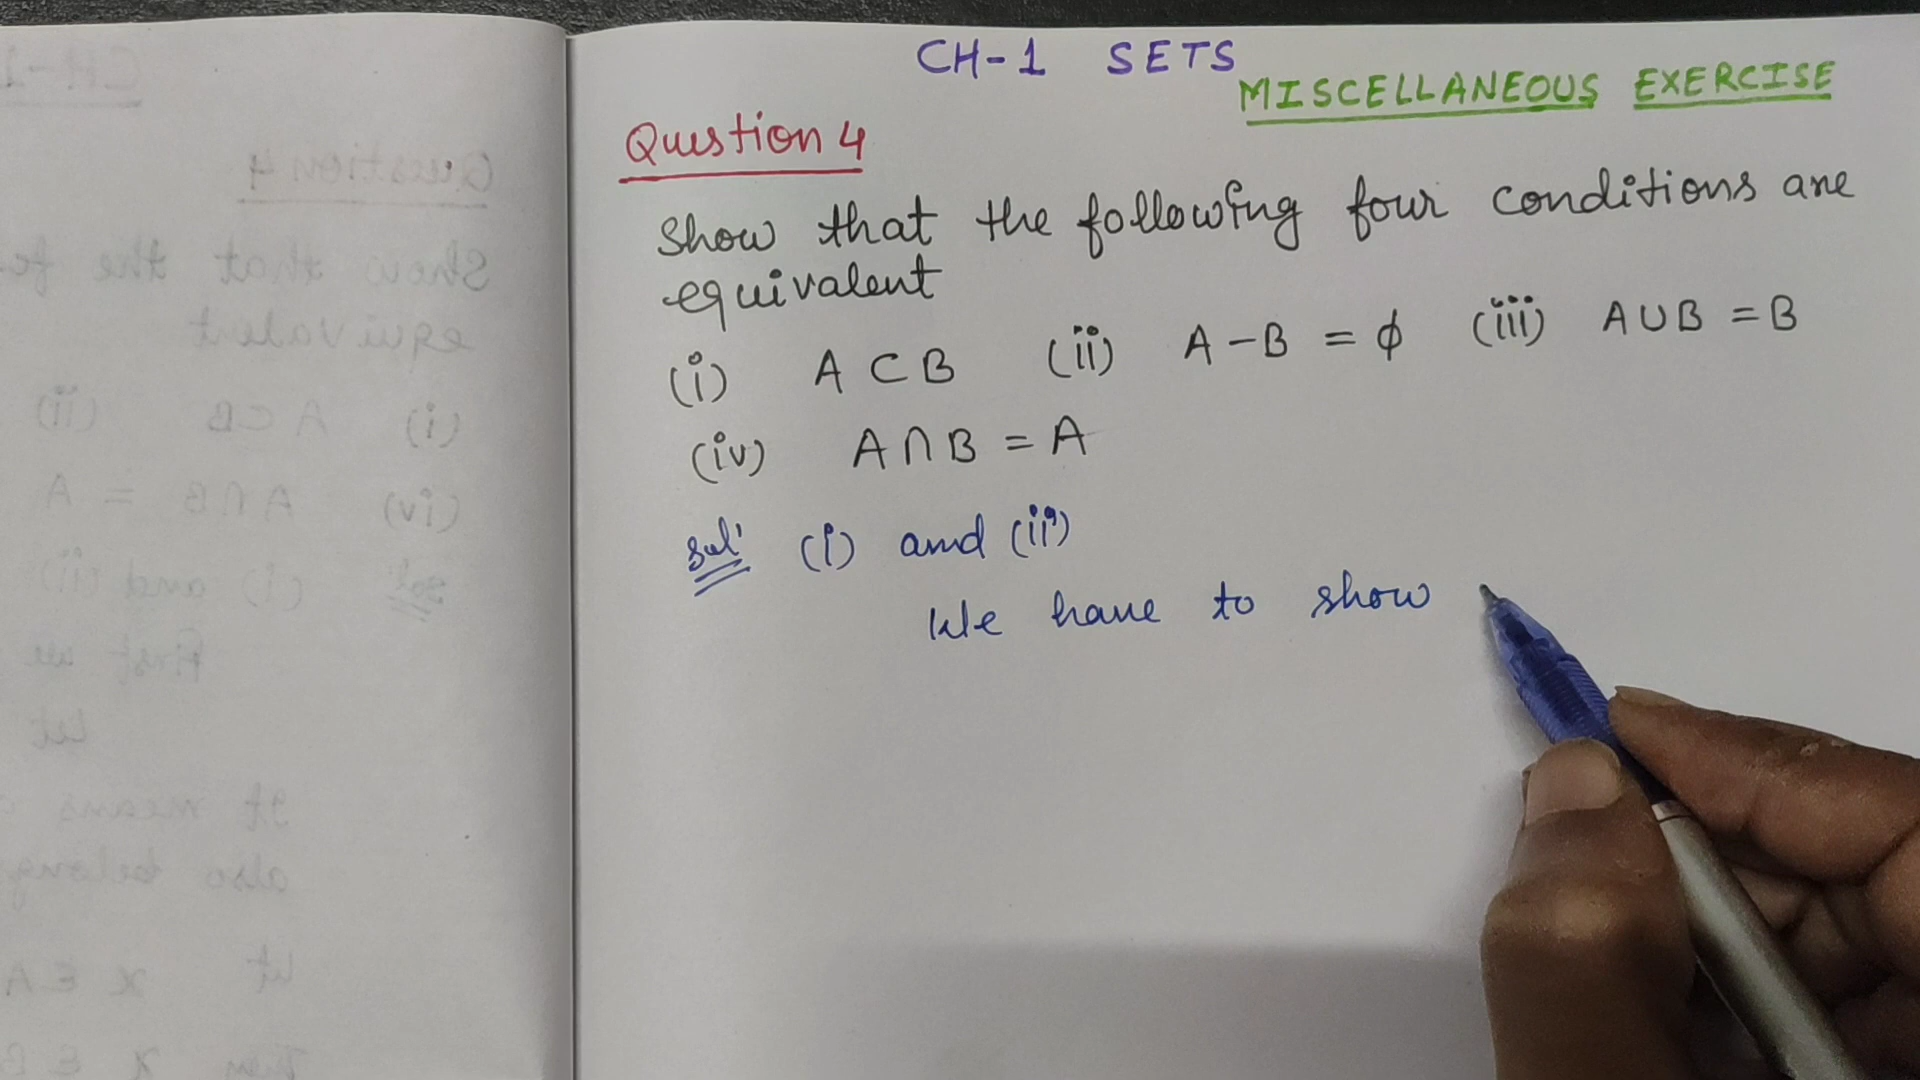 CH-1 SETS
MISCELLANEOUS EXERCISE
Question 4
Show that the following four conditions are
equivalent
(i) A ⊂ B (ii) A - B = ϕ (iii) A ∪ B = B
(iv) A ∩ B = A
Sol' (i) and (ii)
We have to show